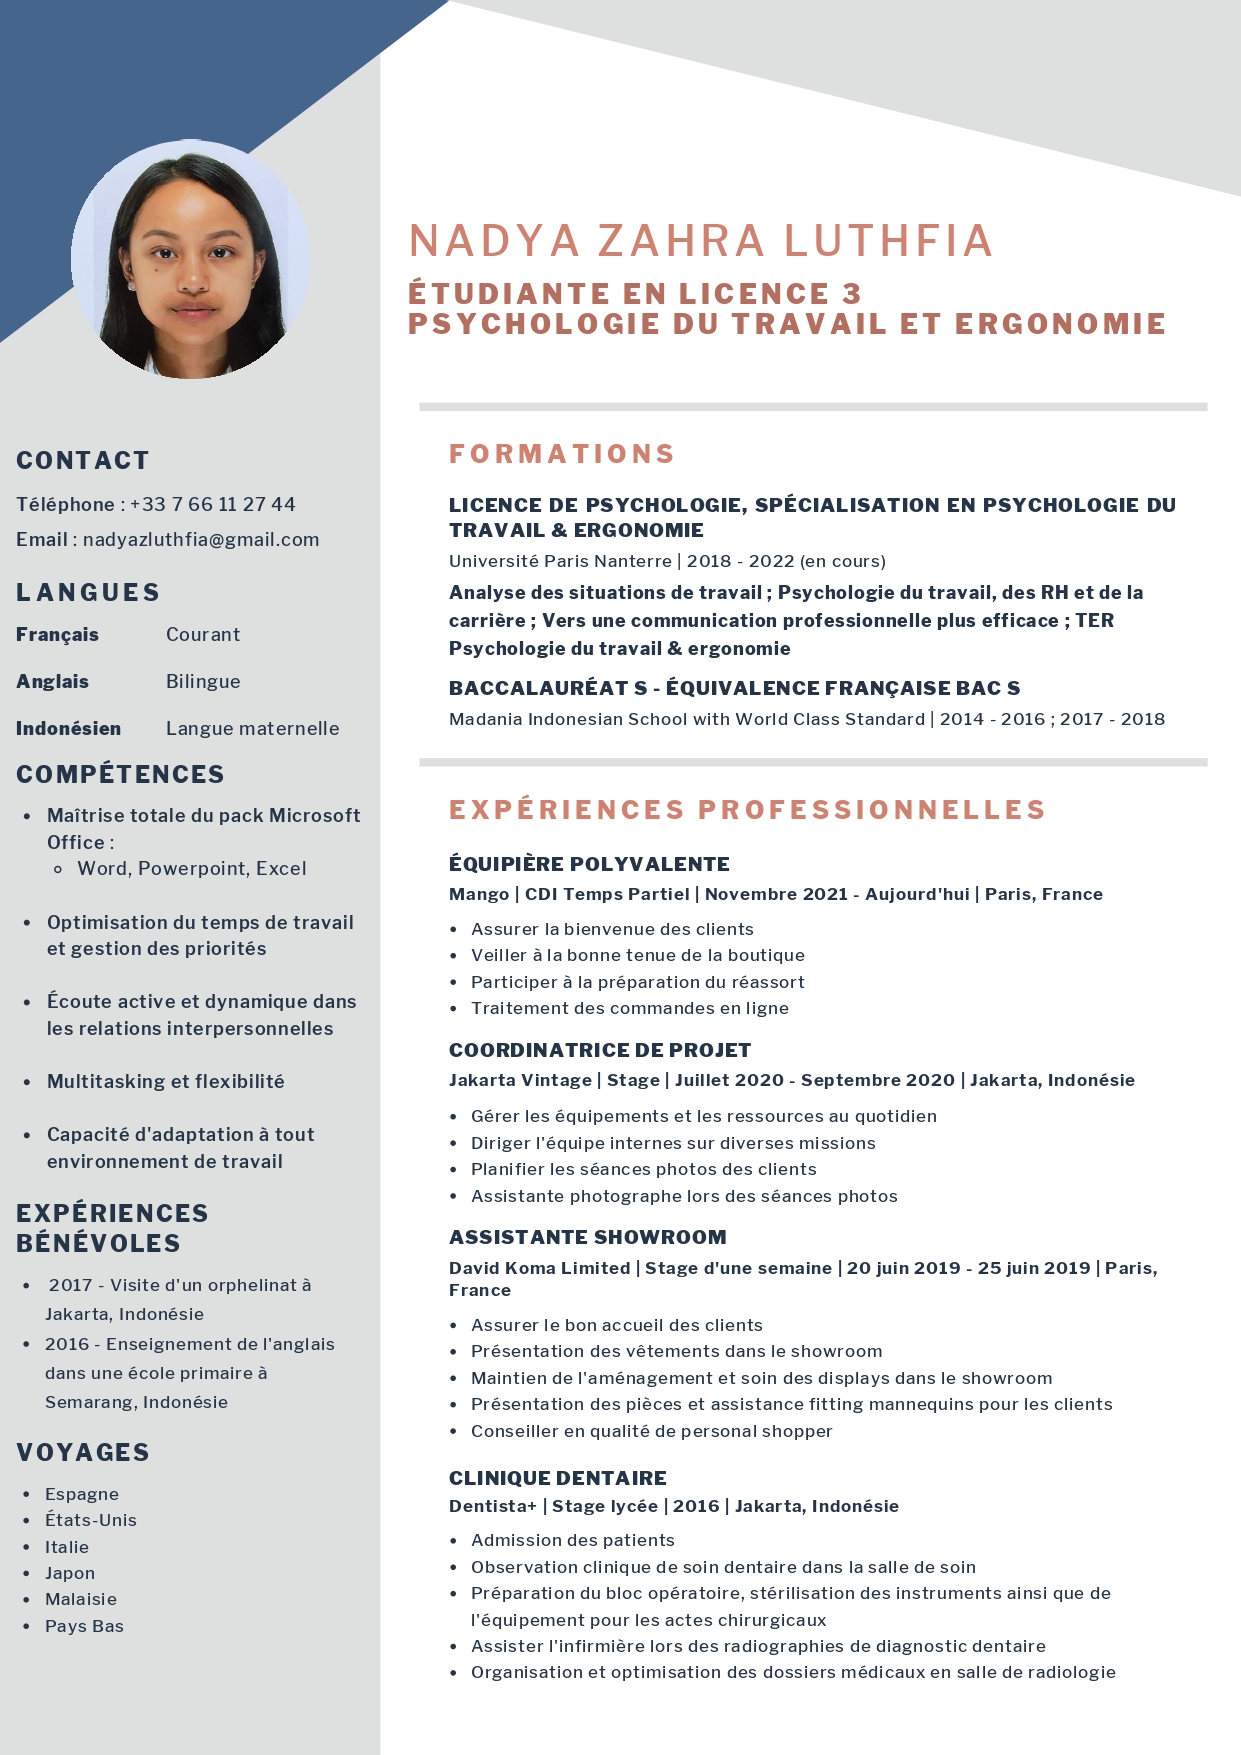 NADYA ZAHRA LUTHFIA
ÉTUDIANTE EN LICENCE 3
PSYCHOLOGIE DU TRAVAIL ET ERGONOMIE
CONTACT
Téléphone : +33 7 66 11 27 44
Email : nadyazluthfia@gmail.com
LANGUES
Français Courant
Anglais Bilingue
Indonésien Langue maternelle
COMPÉTENCES
• Maîtrise totale du pack Microsoft
Office :
◦ Word, Powerpoint, Excel
• Optimisation du temps de travail
et gestion des priorités
• Écoute active et dynamique dans
les relations interpersonnelles
• Multitasking et flexibilité
• Capacité d'adaptation à tout
environnement de travail
EXPÉRIENCES
BÉNÉVOLES
• 2017 - Visite d'un orphelinat à
Jakarta, Indonésie
• 2016 - Enseignement de l'anglais
dans une école primaire à
Semarang, Indonésie
VOYAGES
• Espagne
• États-Unis
• Italie
• Japon
• Malaisie
• Pays Bas
FORMATIONS
LICENCE DE PSYCHOLOGIE, SPÉCIALISATION EN PSYCHOLOGIE DU
TRAVAIL & ERGONOMIE
Université Paris Nanterre | 2018 - 2022 (en cours)
Analyse des situations de travail ; Psychologie du travail, des RH et de la
carrière ; Vers une communication professionnelle plus efficace ; TER
Psychologie du travail & ergonomie
BACCALAURÉAT S - ÉQUIVALENCE FRANÇAISE BAC S
Madania Indonesian School with World Class Standard | 2014 - 2016 ; 2017 - 2018
EXPÉRIENCES PROFESSIONNELLES
ÉQUIPIÈRE POLYVALENTE
Mango | CDI Temps Partiel | Novembre 2021 - Aujourd'hui | Paris, France
• Assurer la bienvenue des clients
• Veiller à la bonne tenue de la boutique
• Participer à la préparation du réassort
• Traitement des commandes en ligne
COORDINATRICE DE PROJET
Jakarta Vintage | Stage | Juillet 2020 - Septembre 2020 | Jakarta, Indonésie
• Gérer les équipements et les ressources au quotidien
• Diriger l'équipe internes sur diverses missions
• Planifier les séances photos des clients
• Assistante photographe lors des séances photos
ASSISTANTE SHOWROOM
David Koma Limited | Stage d'une semaine | 20 juin 2019 - 25 juin 2019 | Paris,
France
• Assurer le bon accueil des clients
• Présentation des vêtements dans le showroom
• Maintien de l'aménagement et soin des displays dans le showroom
• Présentation des pièces et assistance fitting mannequins pour les clients
• Conseiller en qualité de personal shopper
CLINIQUE DENTAIRE
Dentista+ | Stage lycée | 2016 | Jakarta, Indonésie
• Admission des patients
• Observation clinique de soin dentaire dans la salle de soin
• Préparation du bloc opératoire, stérilisation des instruments ainsi que de
l'équipement pour les actes chirurgicaux
• Assister l'infirmière lors des radiographies de diagnostic dentaire
• Organisation et optimisation des dossiers médicaux en salle de radiologie